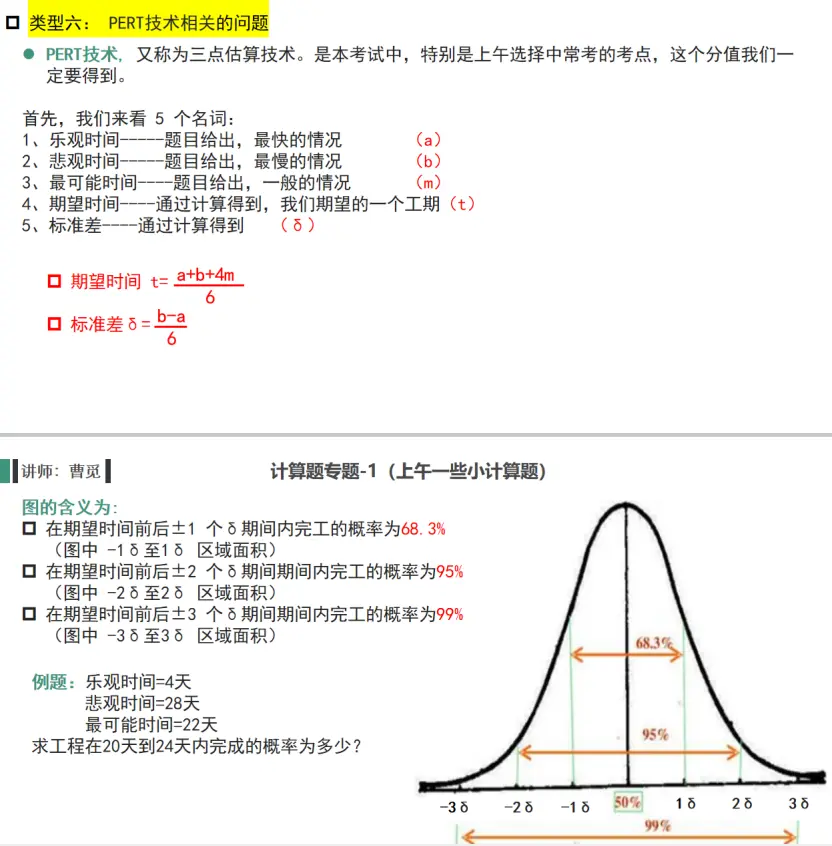 类型六： PERT技术相关的问题
PERT技术, 又称为三点估算技术。是本考试中，特别是上午选择中常考的考点，这个分值我们一
定要得到。
首先，我们来看 5 个名词：
1、乐观时间-----题目给出，最快的情况 （a）
2、悲观时间-----题目给出，最慢的情况 （b）
3、最可能时间----题目给出，一般的情况 （m）
4、期望时间----通过计算得到，我们期望的一个工期（t）
5、标准差----通过计算得到 （δ）
期望时间 t= a+b+4m
6
标准差δ= b-a
6
讲师：曹觅
计算题专题-1（上午一些小计算题）
图的含义为：
在期望时间前后±1 个δ期间内完工的概率为68.3%
（图中 -1δ至1δ 区域面积）
在期望时间前后±2 个δ期间期间内完工的概率为95%
（图中 -2δ至2δ 区域面积）
在期望时间前后±3 个δ期间期间内完工的概率为99%
（图中 -3δ至3δ 区域面积）
例题：乐观时间=4天
悲观时间=28天
最可能时间=22天
求工程在20天到24天内完成的概率为多少？
68.3%
95%
-3δ -2δ -1δ 50% 1δ 2δ 3δ
99%